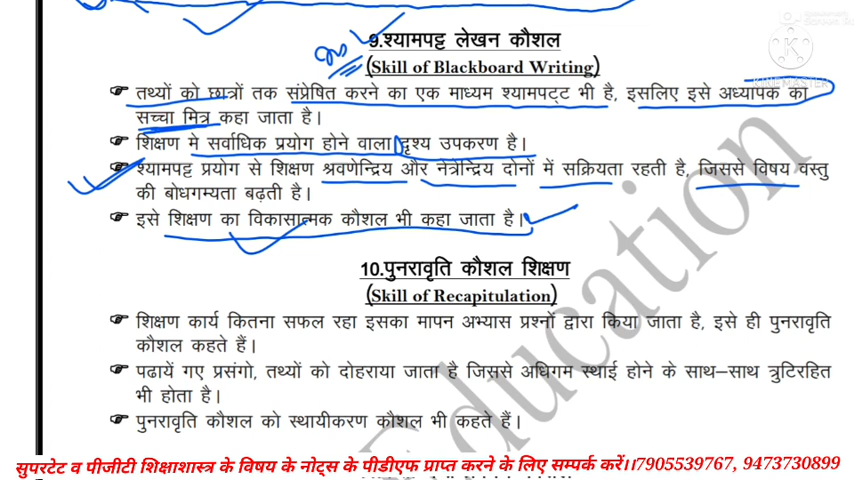 9.श्यामपट्ट लेखन कौशल
(Skill of Blackboard Writing)
KINEMASTER
☞ तथ्यों को छात्रों तक संप्रेषित करने का एक माध्यम श्यामपट्ट भी है, इसलिए इसे अध्यापक का
सच्चा मित्र कहा जाता है।
☞ शिक्षण मे सर्वाधिक प्रयोग होने वाला दृश्य उपकरण है।
☞ श्यामपट्ट प्रयोग से शिक्षण श्रवणेन्द्रिय और नेत्रेन्द्रिय दोनों में सक्रियता रहती है, जिससे विषय वस्तु
की बोधगम्यता बढ़ती है।
☞ इसे शिक्षण का विकासात्मक कौशल भी कहा जाता है।
10.पुनरावृति कौशल शिक्षण
(Skill of Recapitulation)
☞ शिक्षण कार्य कितना सफल रहा इसका मापन अभ्यास प्रश्नों द्वारा किया जाता है, इसे ही पुनरावृति
कौशल कहते हैं।
☞ पढायें गए प्रसंगो, तथ्यों को दोहराया जाता है जिससे अधिगम स्थाई होने के साथ–साथ त्रुटिरहित
भी होता है।
☞ पुनरावृति कौशल को स्थायीकरण कौशल भी कहते हैं।
Education
सुपरटेट व पीजीटी शिक्षाशास्त्र के विषय के नोट्स के पीडीएफ प्राप्त करने के लिए सम्पर्क करें।।7905539767, 9473730899